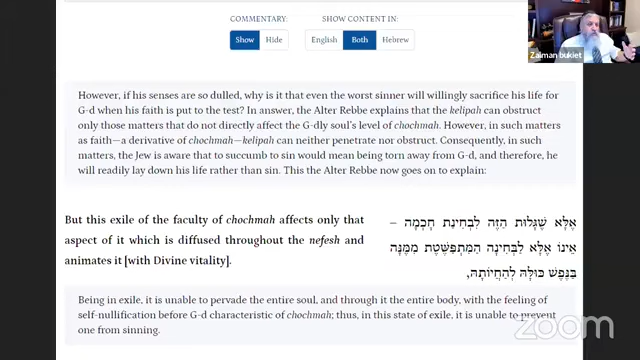 COMMENTARY:
SHOW CONTENT IN:
Show
Hide
English
Both
Hebrew
Zalman bukiet
However, if his senses are so dulled, why is it that even the worst sinner will willingly sacrifice his life for
G-d when his faith is put to the test? In answer, the Alter Rebbe explains that the kelipah can obstruct
only those matters that do not directly affect the G-dly soul's level of chochmah. However, in such matters
as faith—a derivative of chochmah—kelipah can neither penetrate nor obstruct. Consequently, in such
matters, the Jew is aware that to succumb to sin would mean being torn away from G-d, and therefore, he
will readily lay down his life rather than sin. This the Alter Rebbe now goes on to explain:
But this exile of the faculty of chochmah affects only that
aspect of it which is diffused throughout the nefesh and
animates it [with Divine vitality].
אֶלָּא שֶׁגָּלוּת הַזֶּה לִבְחִינַת חָכְמָה –
אֵינוֹ אֶלָּא לַבְּחִינָה הַמִּתְפַּשֶּׁטֶת מִמֶּנָּה
בַּנֶּפֶשׁ כּוּלָּהּ לְהַחֲיוֹתָהּ,
Being in exile, it is unable to pervade the entire soul, and through it the entire body, with the feeling of
self-nullification before G-d characteristic of chochmah; thus, in this state of exile, it is unable to prevent
one from sinning.
zoom